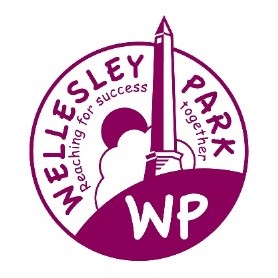 WELLESLEY PARK
Reaching for success together
WP